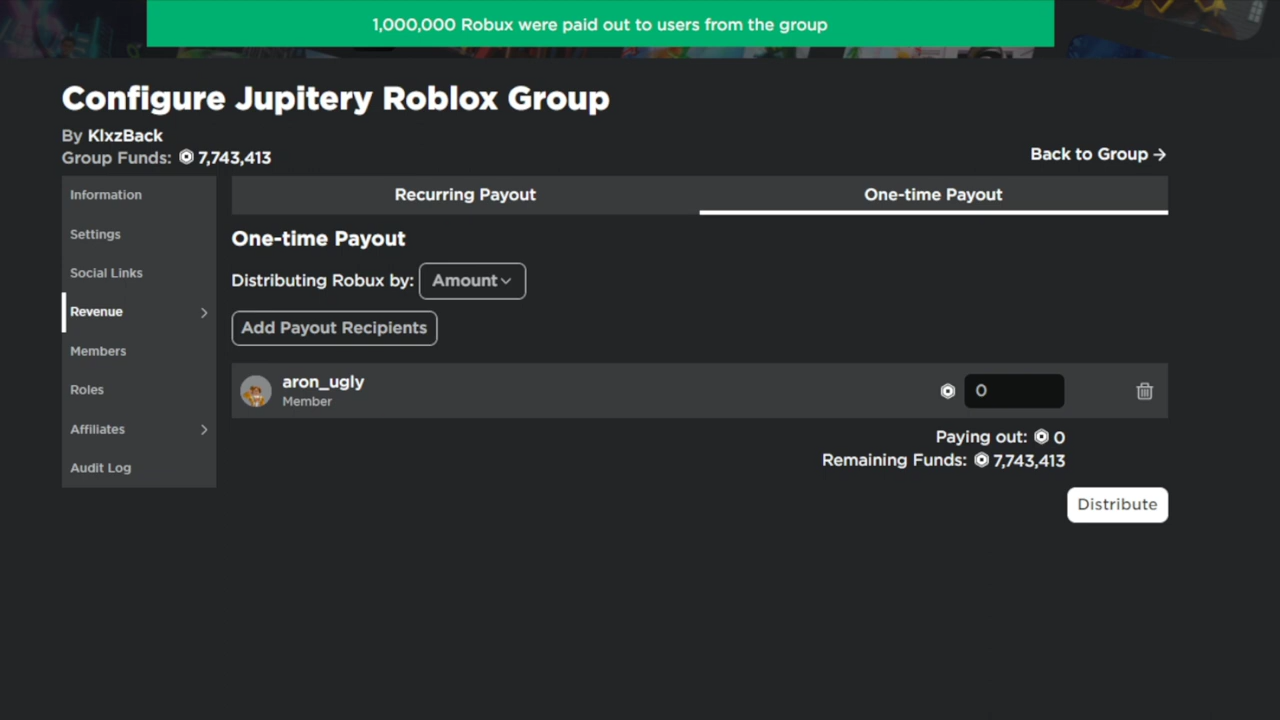 1,000,000 Robux were paid out to users from the group
Configure Jupitery Roblox Group
By KlxzBack
Group Funds: 7,743,413
Back to Group →
Information
Settings
Social Links
Revenue
Members
Roles
Affiliates
Audit Log
Recurring Payout
One-time Payout
One-time Payout
Distributing Robux by: Amount
Add Payout Recipients
aron_ugly
Member
0
Paying out: 0
Remaining Funds: 7,743,413
Distribute